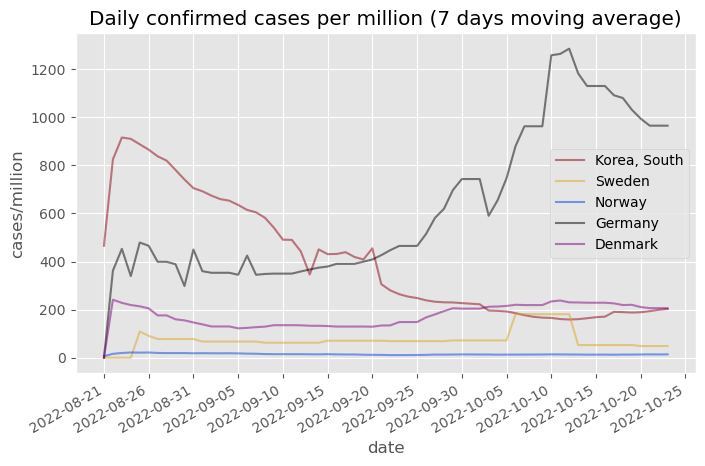 Daily confirmed cases per million (7 days moving average)
1200
1000
800
600
400
200
0
cases/million
Korea, South
Sweden
Norway
Germany
Denmark
2022-08-21
2022-08-26
2022-08-31
2022-09-05
2022-09-10
2022-09-15
2022-09-20
2022-09-25
2022-09-30
2022-10-05
2022-10-10
2022-10-15
2022-10-20
2022-10-25
date